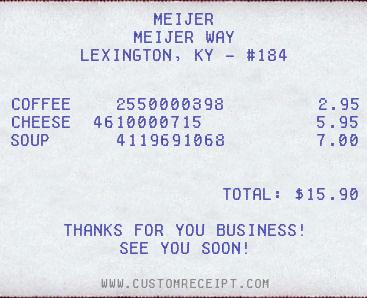 MEIJER
MEIJER WAY
LEXINGTON, KY - #184
COFFEE 2550000398 2.95
CHEESE 4610000715 5.95
SOUP 4119691068 7.00
TOTAL: $15.90
THANKS FOR YOU BUSINESS!
SEE YOU SOON!
WWW.CUSTOMRECEIPT.COM